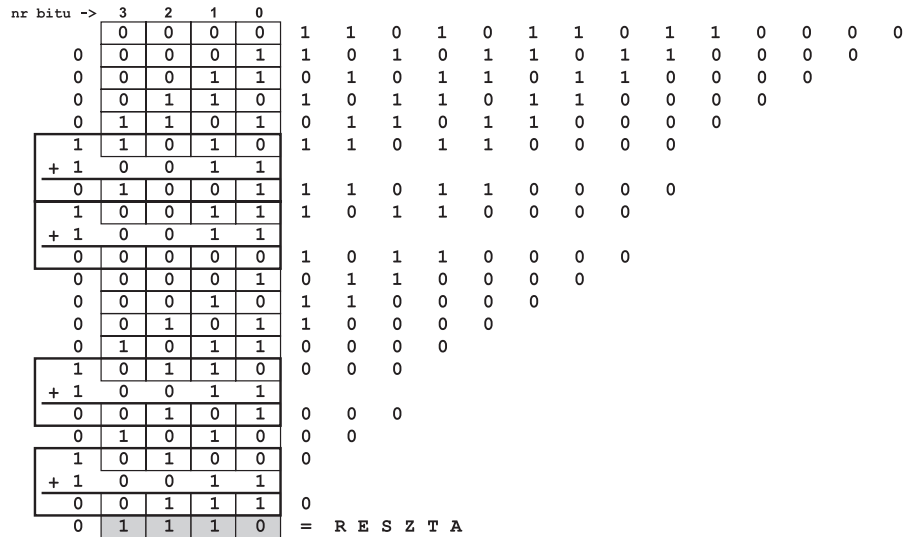 nr bitu -> 3 2 1 0
0 0 0 0 1 1 0 1 0 1 1 0 1 1 0 0 0 0
0 0 0 0 1 1 0 1 0 1 1 0 1 1 0 0 0 0
0 0 0 1 1 0 1 0 1 1 0 1 1 0 0 0 0
0 0 1 1 0 1 0 1 1 0 1 1 0 0 0 0
0 1 1 0 1 0 1 1 0 1 1 0 0 0 0
1 1 0 1 0 1 1 0 1 1 0 0 0 0
+ 1 0 0 1 1
0 1 0 0 1 1 1 0 1 1 0 0 0 0
1 0 0 1 1 1 0 1 1 0 0 0 0
+ 1 0 0 1 1
0 0 0 0 0 1 0 1 1 0 0 0 0
0 0 0 0 1 0 1 1 0 0 0 0
0 0 0 1 0 1 1 0 0 0 0
0 0 1 0 1 1 0 0 0 0
0 1 0 1 1 0 0 0 0
1 0 1 1 0 0 0 0
+ 1 0 0 1 1
0 0 1 0 1 0 0 0
0 1 0 1 0 0 0
1 0 1 0 0 0
+ 1 0 0 1 1
0 0 1 1 1 0
0 1 1 1 0 = R E S Z T A